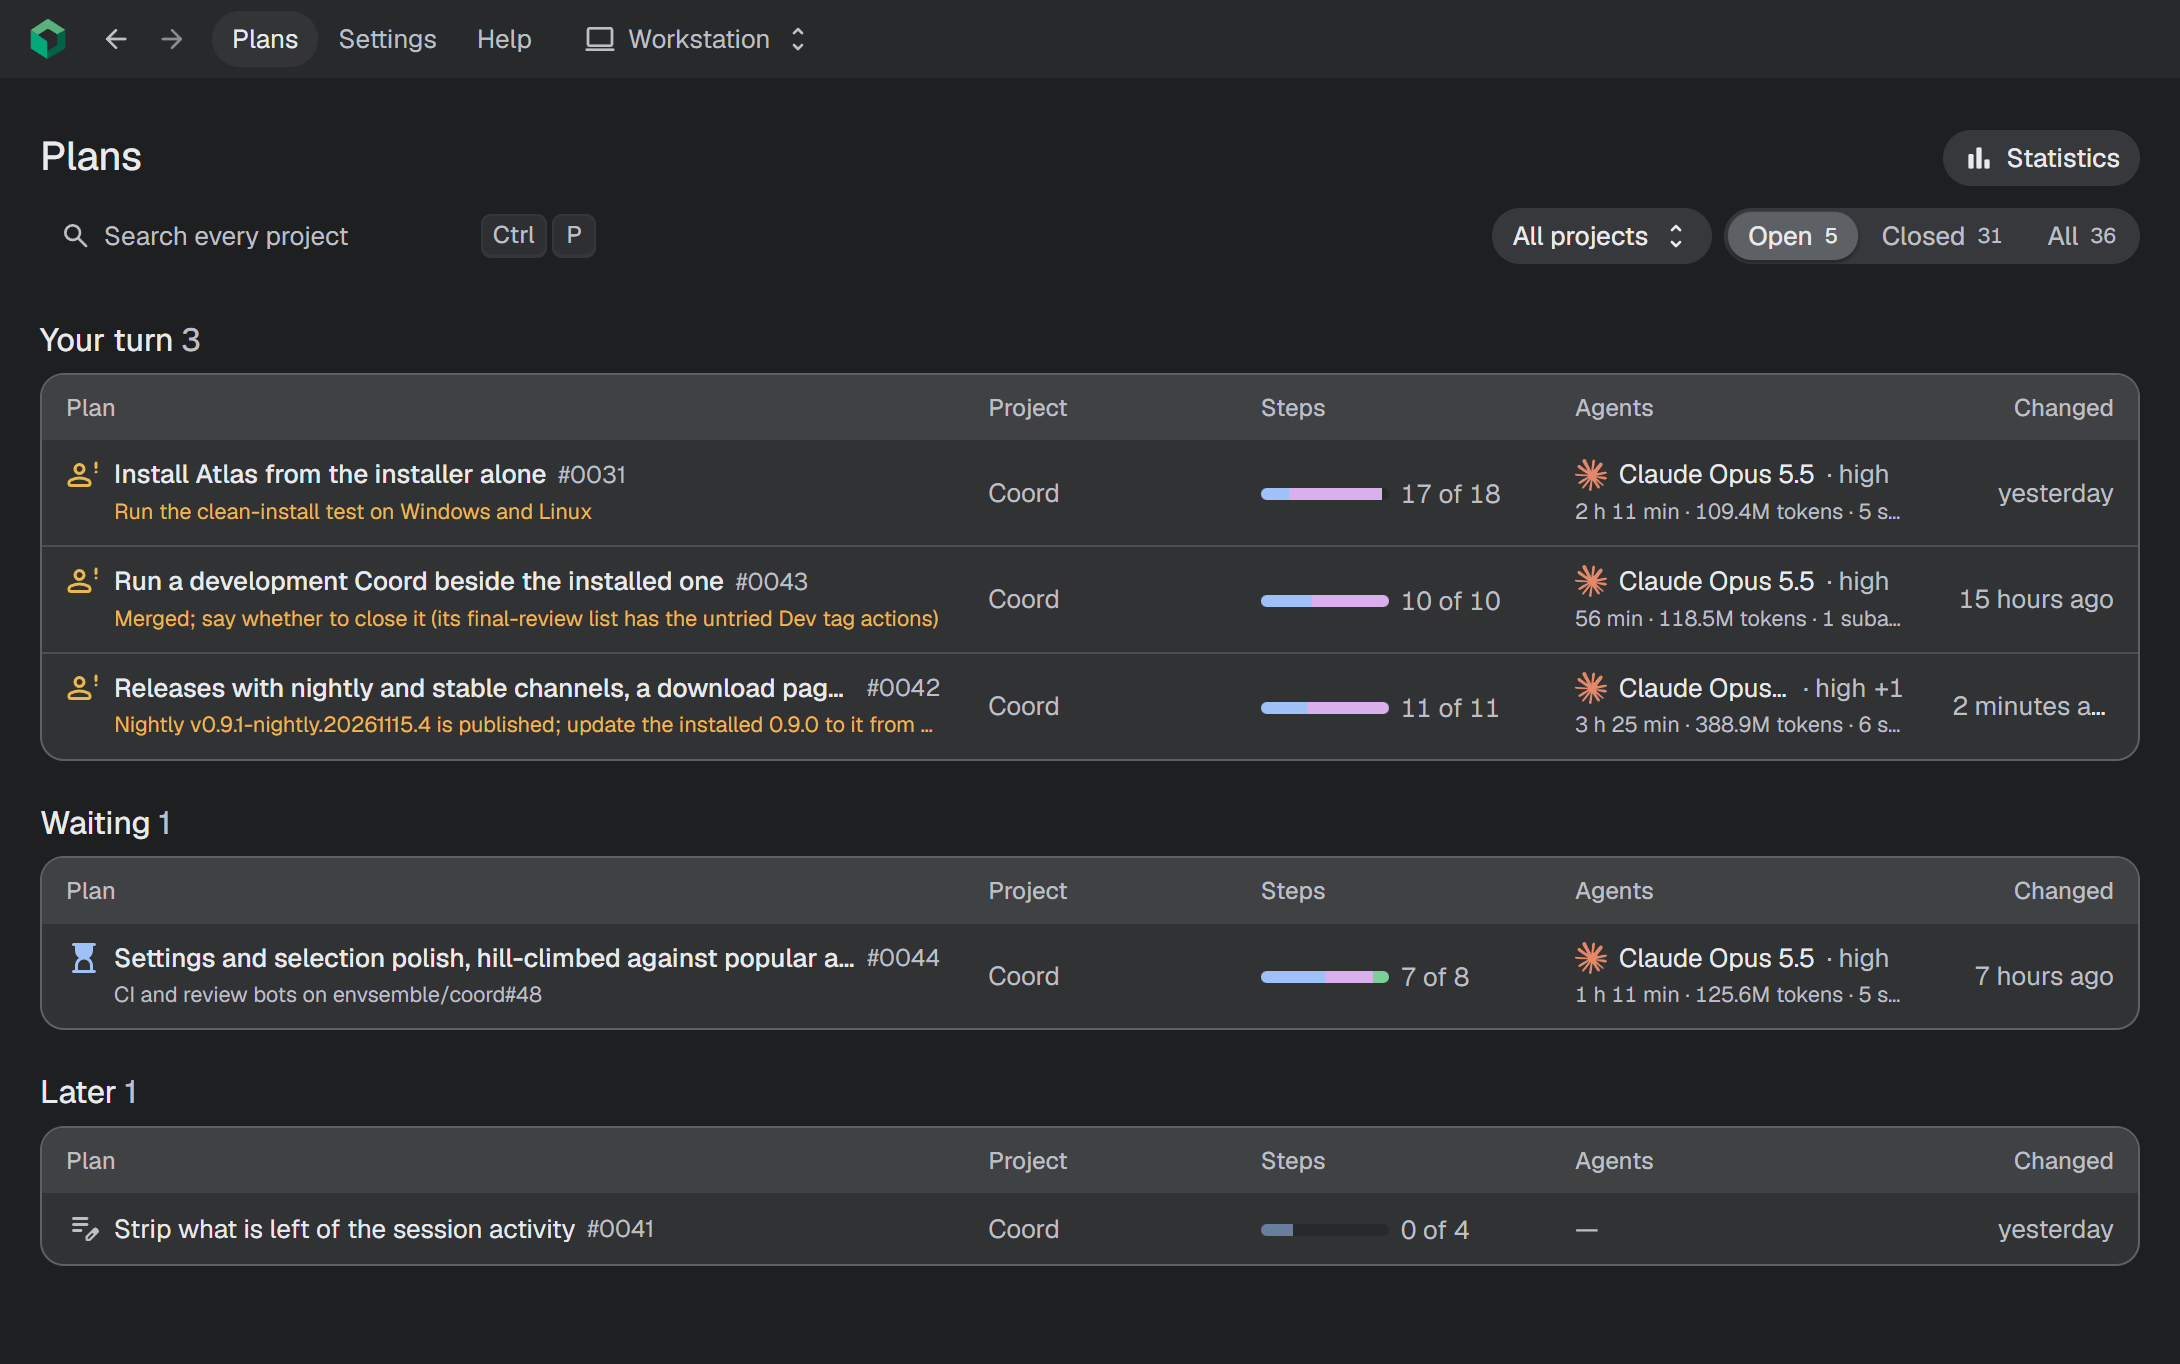 Plans Settings Help Workstation
Plans
Statistics
Search every project Ctrl P
All projects Open 5 Closed 31 All 36
Your turn 3
Plan Project Steps Agents Changed
Install Atlas from the installer alone #0031
Run the clean-install test on Windows and Linux
Coord 17 of 18
Claude Opus 5.5 · high
2 h 11 min · 109.4M tokens · 5 s...
yesterday
Run a development Coord beside the installed one #0043
Merged; say whether to close it (its final-review list has the untried Dev tag actions)
Coord 10 of 10
Claude Opus 5.5 · high
56 min · 118.5M tokens · 1 suba...
15 hours ago
Releases with nightly and stable channels, a download pag... #0042
Nightly v0.9.1-nightly.20261115.4 is published; update the installed 0.9.0 to it from ...
Coord 11 of 11
Claude Opus... · high +1
3 h 25 min · 388.9M tokens · 6 s...
2 minutes a...
Waiting 1
Plan Project Steps Agents Changed
Settings and selection polish, hill-climbed against popular a... #0044
CI and review bots on envsemble/coord#48
Coord 7 of 8
Claude Opus 5.5 · high
1 h 11 min · 125.6M tokens · 5 s...
7 hours ago
Later 1
Plan Project Steps Agents Changed
Strip what is left of the session activity #0041
Coord 0 of 4 — yesterday